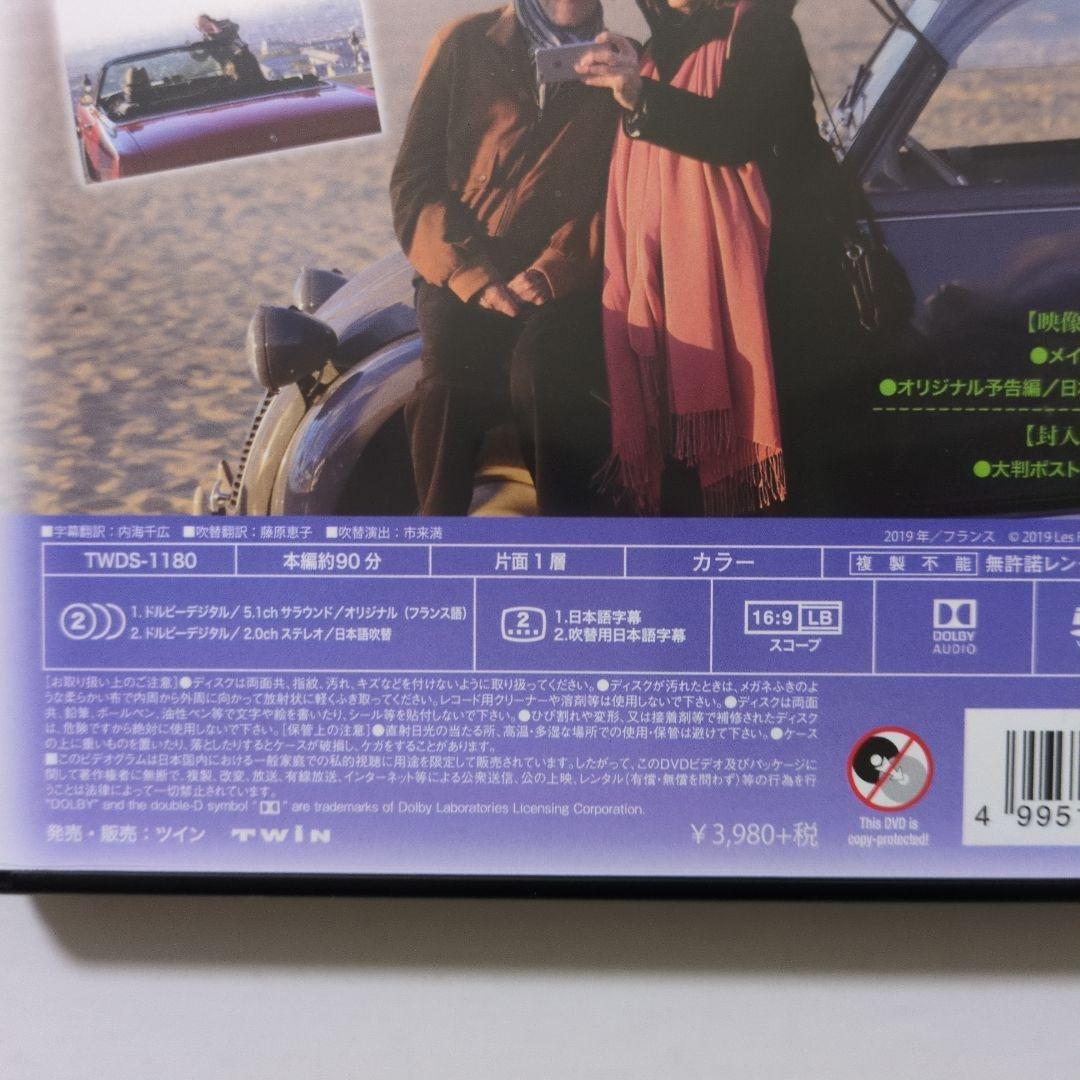 【映像
●メイ
●オリジナル予告編／日
【封入
●大判ポスト
■字幕翻訳：内海千広 ■吹替翻訳：藤原恵子 ■吹替演出：市来満
2019年／フランス ©2019 Les
TWDS-1180 本編約90分 片面1層 カラー 複製不能 無許諾レン
2 1. ドルビーデジタル／5.1ch サラウンド／オリジナル（フランス語）
2. ドルビーデジタル／2.0ch ステレオ／日本語吹替
2 1.日本語字幕
2.吹替用日本語字幕
16:9 LB
スコープ
DOLBY
AUDIO
［お取り扱い上のご注意］●ディスクは両面共、指紋、汚れ、キズなどを付けないように取り扱ってください。●ディスクが汚れたときは、メガネふきのよ
うな柔らかい布で内周から外周に向かって放射状に軽くふき取ってください。レコード用クリーナーや溶剤等は使用しないで下さい。●ディスクは両面
共、鉛筆、ボールペン、油性ペン等で文字や絵を書いたり、シール等を貼付しないで下さい。●ひび割れや変形、又は接着剤等で補修されたディスク
は、危険ですから絶対に使用しないで下さい。［保管上の注意］●直射日光の当たる所、高温・多湿な場所での使用・保管は避けて下さい。●ケース
の上に重いものを置いたり、落としたりするとケースが破損し、ケガをすることがあります。
■このビデオグラムは日本国内における一般家庭での私的視聴に用途を限定して販売されています。したがって、このDVDビデオ及びパッケージに
関して著作権者に無断で、複製、改変、放送、有線放送、インターネット等による公衆送信、公の上映、レンタル（有償・無償を問わず）等の行為を行
うことは法律によって一切禁止されています。
"DOLBY" and the double-D symbol " " are trademarks of Dolby Laboratories Licensing Corporation.
発売・販売：ツイン TWIN
￥3,980+税
This DVD is
copy-protected!
4 995